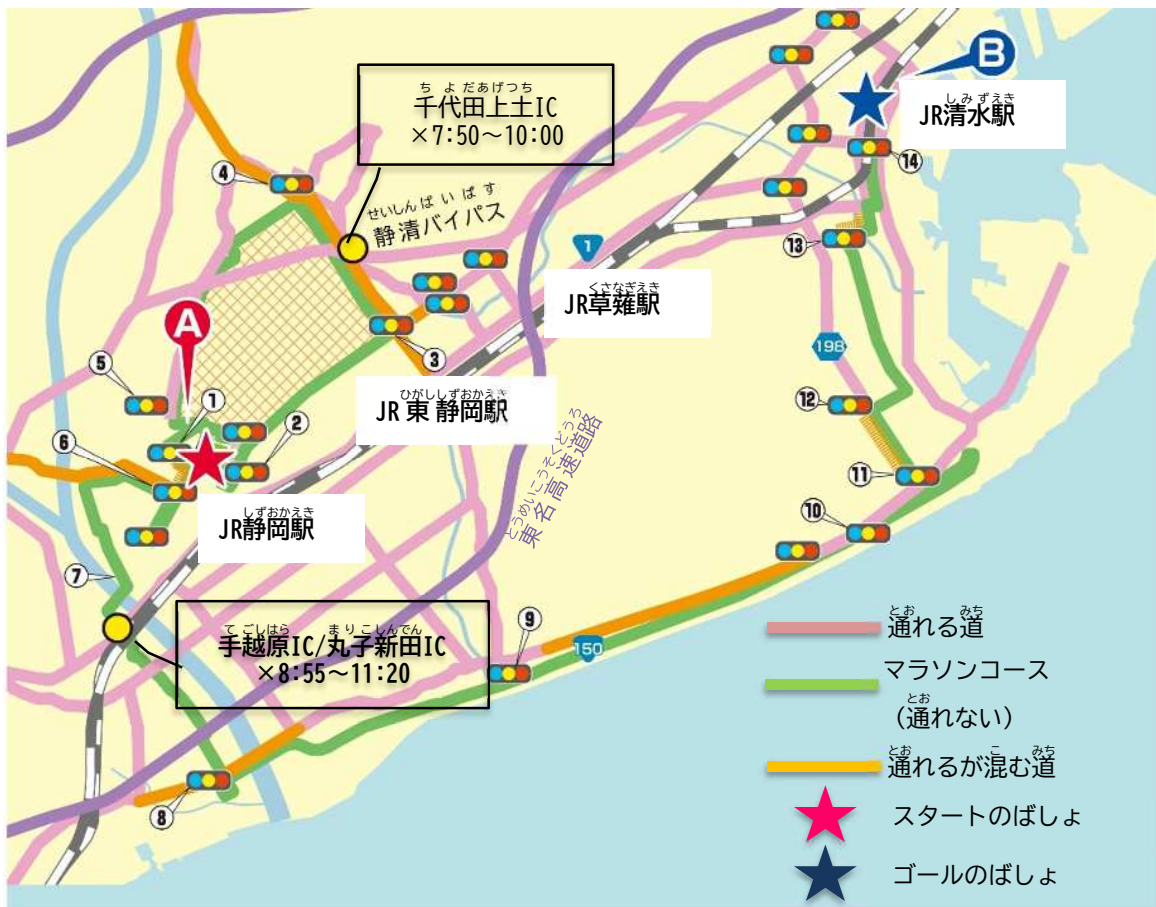 ちよだあげつち
千代田上土IC
×7:50～10:00
せいしんばいぱす
静清バイパス
B
しみずえき
JR清水駅
14
4
1
くさなぎえき
JR草薙駅
13
A
5
1
2
3
6
ひがししずおかえき
JR東静岡駅
とうめいこうそくどうろ
東名高速道路
198
12
11
10
しずおかえき
JR静岡駅
7
てごしはら まりこしんでん
手越原IC/丸子新田IC
×8:55～11:20
9
150
8
とお みち
通れる道
マラソンコース
とお
（通れない）
とお こ みち
通れるが混む道
スタートのばしょ
ゴールのばしょ